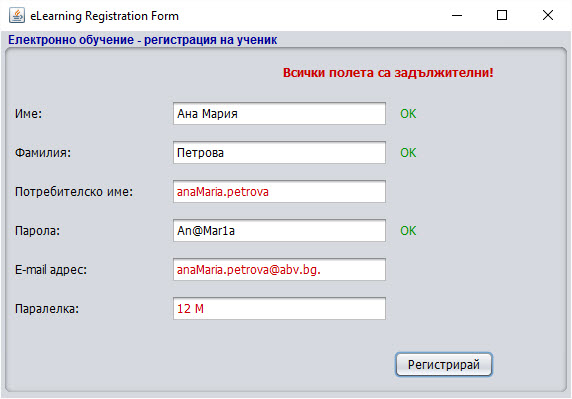 eLearning Registration Form
Електронно обучение - регистрация на ученик
Всички полета са задължителни!
Име: Ана Мария OK
Фамилия: Петрова OK
Потребителско име: anaMaria.petrova
Парола: An@Mar1a OK
E-mail адрес: anaMaria.petrova@abv.bg.
Паралелка: 12 М
Регистрирай